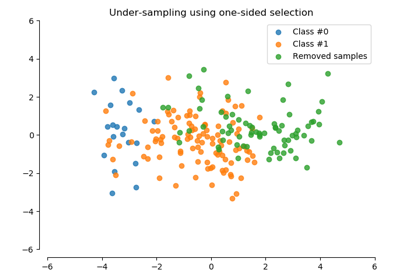 Under-sampling using one-sided selection
Class #0
Class #1
Removed samples
6
4
2
0
−2
−4
−6
−6 −4 −2 0 2 4 6